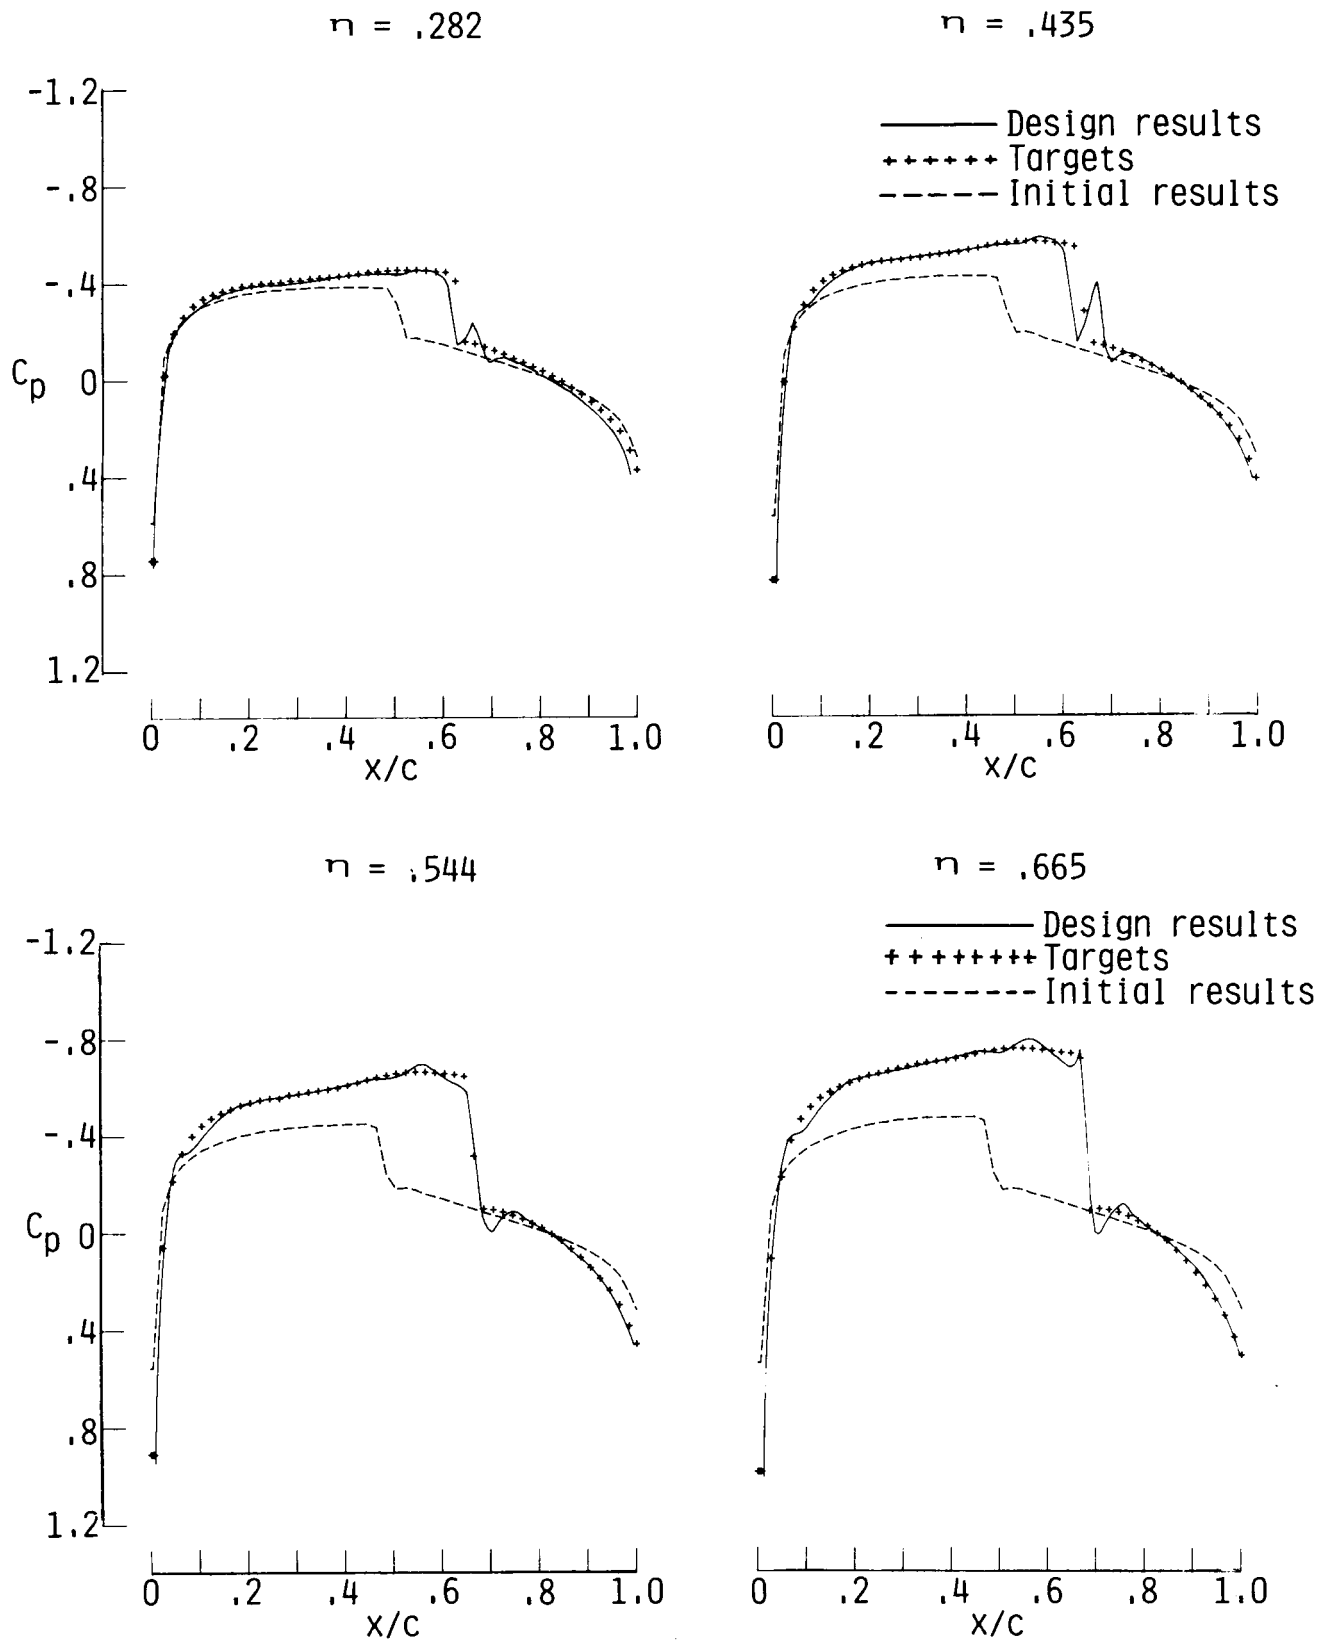 η = .282
η = .435
-1.2
-.8
-.4
Cp 0
.4
.8
1.2
Design results
Targets
Initial results
0 .2 .4 .6 .8 1.0
x/c
0 .2 .4 .6 .8 1.0
x/c
η = .544
η = .665
-1.2
-.8
-.4
Cp 0
.4
.8
1.2
Design results
Targets
Initial results
0 .2 .4 .6 .8 1.0
x/c
0 .2 .4 .6 .8 1.0
x/c